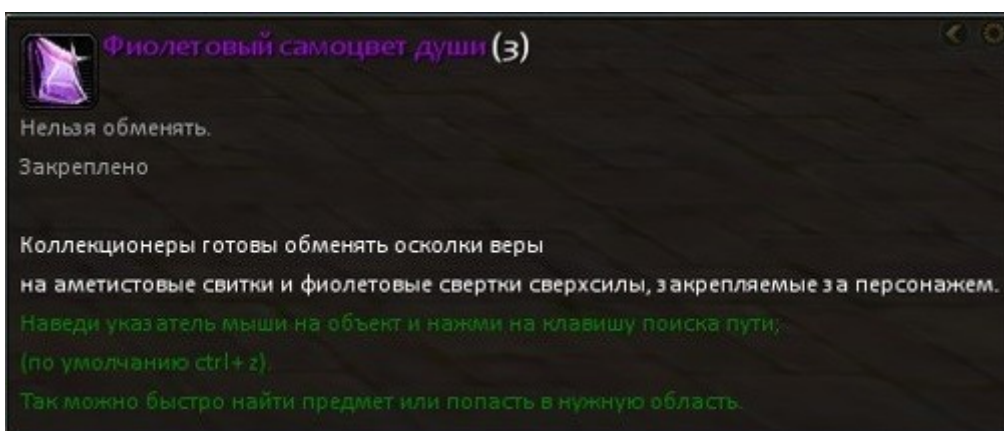 Фиолетовый самоцвет души (3)
Нельзя обменять.
Закреплено
Коллекционеры готовы обменять осколки веры
на аметистовые свитки и фиолетовые свертки сверхсилы, закрепляемые за персонажем.
Наведи указатель мыши на объект и нажми на клавишу поиска пути;
(по умолчанию ctrl+ z).
Так можно быстро найти предмет или попасть в нужную область.